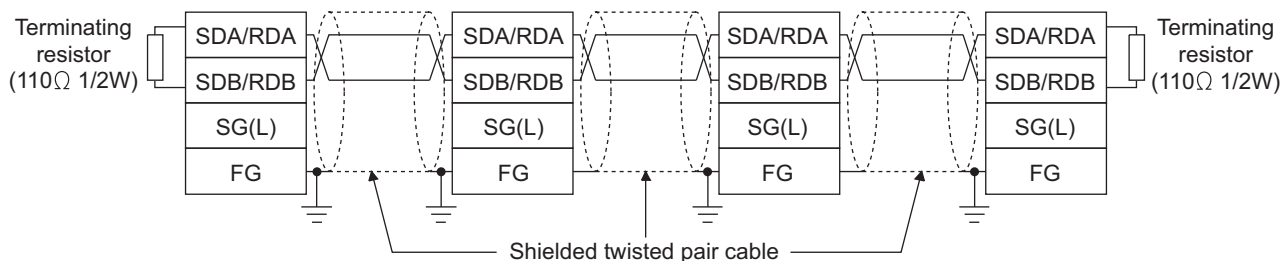 Terminating
resistor
(110Ω 1/2W)
SDA/RDA
SDB/RDB
SG(L)
FG
SDA/RDA
SDB/RDB
SG(L)
FG
SDA/RDA
SDB/RDB
SG(L)
FG
SDA/RDA
SDB/RDB
SG(L)
FG
Terminating
resistor
(110Ω 1/2W)
Shielded twisted pair cable